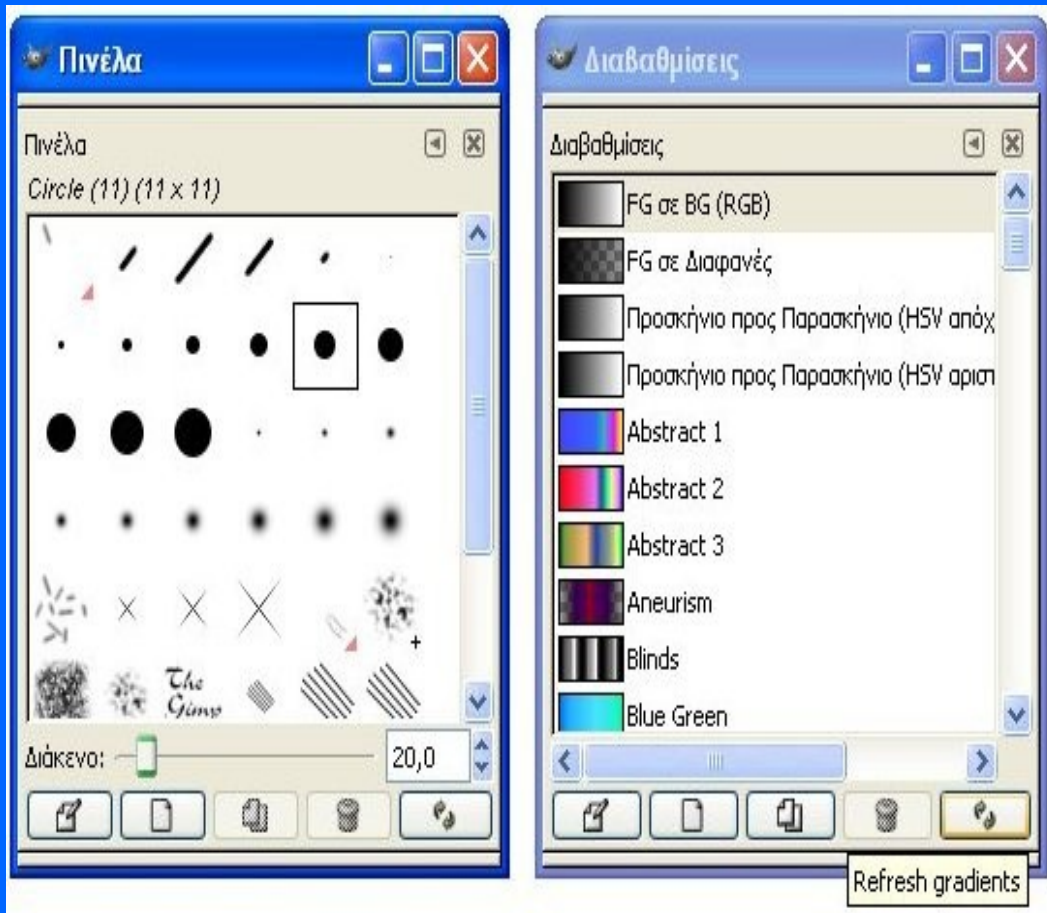 Πινέλα
Πινέλα
Circle (11) (11 x 11)
The
Gimp
Διάκενο:
20,0
Διαβαθμίσεις
Διαβαθμίσεις
FG σε BG (RGB)
FG σε Διαφανές
Προσκήνιο προς Παρασκήνιο (HSV απόχ
Προσκήνιο προς Παρασκήνιο (HSV αριστ
Abstract 1
Abstract 2
Abstract 3
Aneurism
Blinds
Blue Green
Refresh gradients